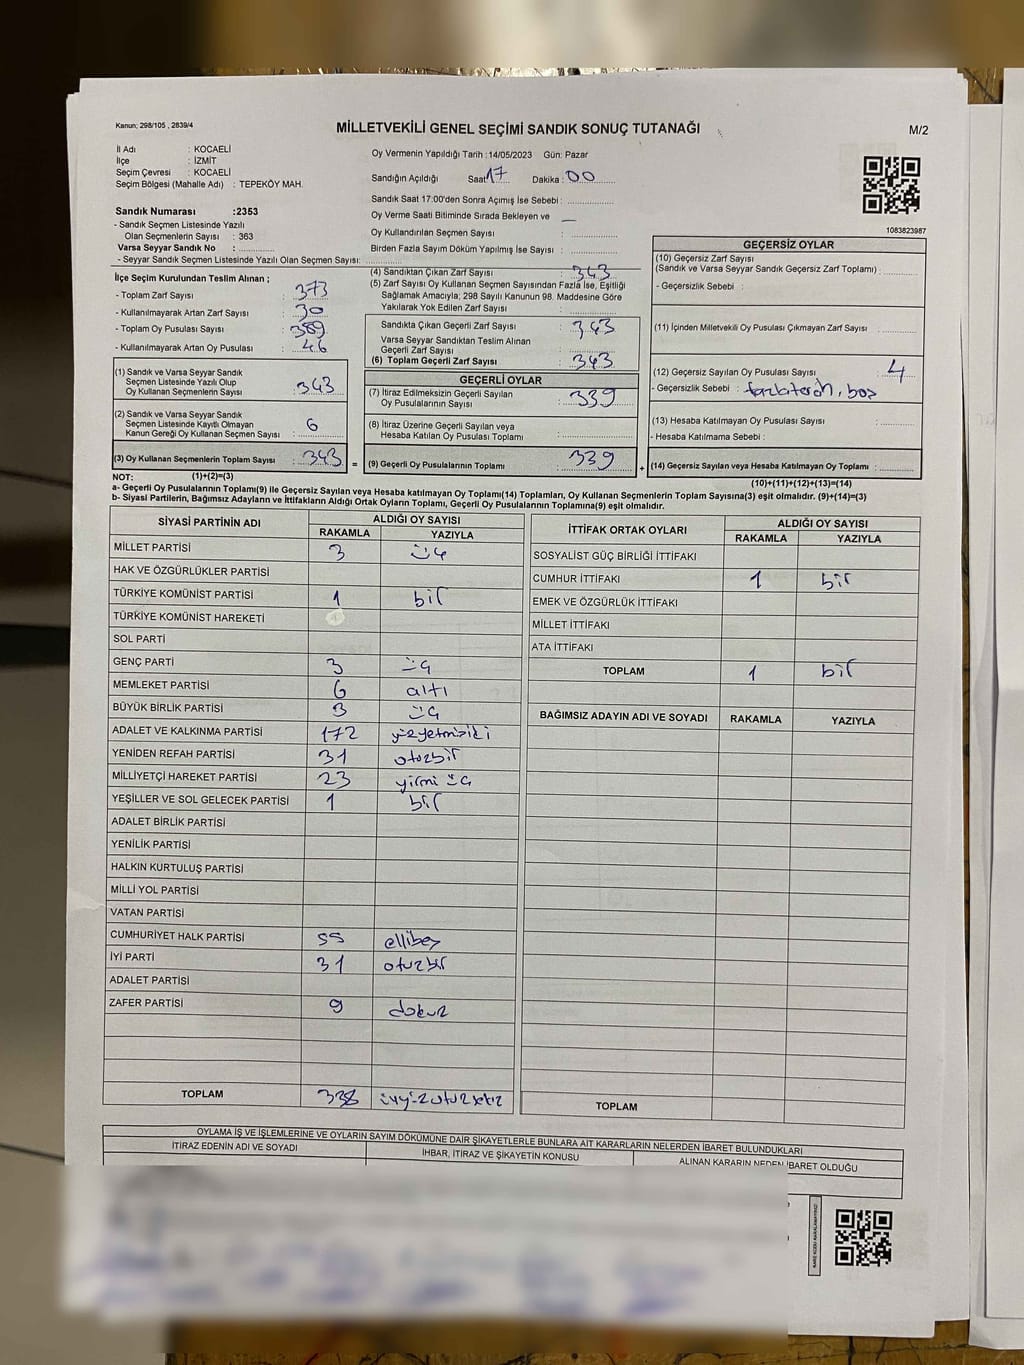 Kanun; 298/105 , 2839/4
MİLLETVEKİLİ GENEL SEÇİMİ SANDIK SONUÇ TUTANAĞI
M/2
İl Adı : KOCAELİ
İlçe : İZMİT
Seçim Çevresi : KOCAELİ
Seçim Bölgesi (Mahalle Adı) : TEPEKÖY MAH.
Oy Vermenin Yapıldığı Tarih :14/05/2023 Gün: Pazar
Sandığın Açıldığı Saat 17 Dakika : 00
Sandık Saat 17:00'den Sonra Açımış İse Sebebi :
Oy Verme Saati Bitiminde Sırada Bekleyen ve —
Oy Kullandırılan Seçmen Sayısı :
Birden Fazla Sayım Döküm Yapılmış İse Sayısı :
1083823987
Sandık Numarası :2353
- Sandık Seçmen Listesinde Yazılı
Olan Seçmenlerin Sayısı : 363
Varsa Seyyar Sandık No :
- Seyyar Sandık Seçmen Listesinde Yazılı Olan Seçmen Sayısı:
İlçe Seçim Kurulundan Teslim Alınan ;
- Toplam Zarf Sayısı : 373
- Kullanılmayarak Artan Zarf Sayısı : 30
- Toplam Oy Pusulası Sayısı : 389
- Kullanılmayarak Artan Oy Pusulası : 46
(1) Sandık ve Varsa Seyyar Sandık
Seçmen Listesinde Yazılı Olup
Oy Kullanan Seçmenlerin Sayısı : 343
(2) Sandık ve Varsa Seyyar Sandık
Seçmen Listesinde Kayıtlı Olmayan
Kanun Gereği Oy Kullanan Seçmen Sayısı : 6
(3) Oy Kullanan Seçmenlerin Toplam Sayısı : 343 =
(4) Sandıktan Çıkan Zarf Sayısı : 343
(5) Zarf Sayısı Oy Kullanan Seçmen Sayısından Fazla İse, Eşitliği
Sağlamak Amacıyla; 298 Sayılı Kanunun 98. Maddesine Göre
Yakılarak Yok Edilen Zarf Sayısı :
Sandıkta Çıkan Geçerli Zarf Sayısı : 343
Varsa Seyyar Sandıktan Teslim Alınan
Geçerli Zarf Sayısı :
(6) Toplam Geçerli Zarf Sayısı : 343
GEÇERLİ OYLAR
(7) İtiraz Edilmeksizin Geçerli Sayılan
Oy Pusulalarının Sayısı : 339
(8) İtiraz Üzerine Geçerli Sayılan veya
Hesaba Katılan Oy Pusulası Toplamı :
(9) Geçerli Oy Pusulalarının Toplamı : 339 +
GEÇERSİZ OYLAR
(10) Geçersiz Zarf Sayısı
(Sandık ve Varsa Seyyar Sandık Geçersiz Zarf Toplamı) :
- Geçersizlik Sebebi :
(11) İçinden Milletvekili Oy Pusulası Çıkmayan Zarf Sayısı :
(12) Geçersiz Sayılan Oy Pusulası Sayısı : 4
- Geçersizlik Sebebi : fazla tercih, boş
(13) Hesaba Katılmayan Oy Pusulası Sayısı :
- Hesaba Katılmama Sebebi :
(14) Geçersiz Sayılan veya Hesaba Katılmayan Oy Toplamı :
NOT: (1)+(2)=(3)
(10)+(11)+(12)+(13)=(14)
a- Geçerli Oy Pusulalarının Toplamı(9) ile Geçersiz Sayılan veya Hesaba katılmayan Oy Toplamı(14) Toplamları, Oy Kullanan Seçmenlerin Toplam Sayısına(3) eşit olmalıdır. (9)+(14)=(3)
b- Siyasi Partilerin, Bağımsız Adayların ve İttifakların Aldığı Ortak Oyların Toplamı, Geçerli Oy Pusulalarının Toplamına(9) eşit olmalıdır.
SİYASİ PARTİNİN ADI
ALDIĞI OY SAYISI
RAKAMLA YAZIYLA
MİLLET PARTİSİ 3 üç
HAK VE ÖZGÜRLÜKLER PARTİSİ
TÜRKİYE KOMÜNİST PARTİSİ 1 bir
TÜRKİYE KOMÜNİST HAREKETİ
SOL PARTİ
GENÇ PARTİ 3 üç
MEMLEKET PARTİSİ 6 altı
BÜYÜK BİRLİK PARTİSİ 3 üç
ADALET VE KALKINMA PARTİSİ 172 yüzyetmişiki
YENİDEN REFAH PARTİSİ 31 otuzbir
MİLLİYETÇİ HAREKET PARTİSİ 23 yirmi üç
YEŞİLLER VE SOL GELECEK PARTİSİ 1 bir
ADALET BİRLİK PARTİSİ
YENİLİK PARTİSİ
HALKIN KURTULUŞ PARTİSİ
MİLLİ YOL PARTİSİ
VATAN PARTİSİ
CUMHURİYET HALK PARTİSİ 55 ellibeş
İYİ PARTİ 31 otuzbir
ADALET PARTİSİ
ZAFER PARTİSİ 9 dokuz
TOPLAM 338 üçyüzotuzsekiz
İTTİFAK ORTAK OYLARI
ALDIĞI OY SAYISI
RAKAMLA YAZIYLA
SOSYALİST GÜÇ BİRLİĞİ İTTİFAKI
CUMHUR İTTİFAKI 1 bir
EMEK VE ÖZGÜRLÜK İTTİFAKI
MİLLET İTTİFAKI
ATA İTTİFAKI
TOPLAM 1 bir
BAĞIMSIZ ADAYIN ADI VE SOYADI RAKAMLA YAZIYLA
TOPLAM
OYLAMA İŞ VE İŞLEMLERİNE VE OYLARIN SAYIM DÖKÜMÜNE DAİR ŞİKAYETLERLE BUNLARA AİT KARARLARIN NELERDEN İBARET BULUNDUKLARI
İTİRAZ EDENİN ADI VE SOYADI
İHBAR, İTİRAZ VE ŞİKAYETİN KONUSU
ALINAN KARARIN NEDEN İBARET OLDUĞU